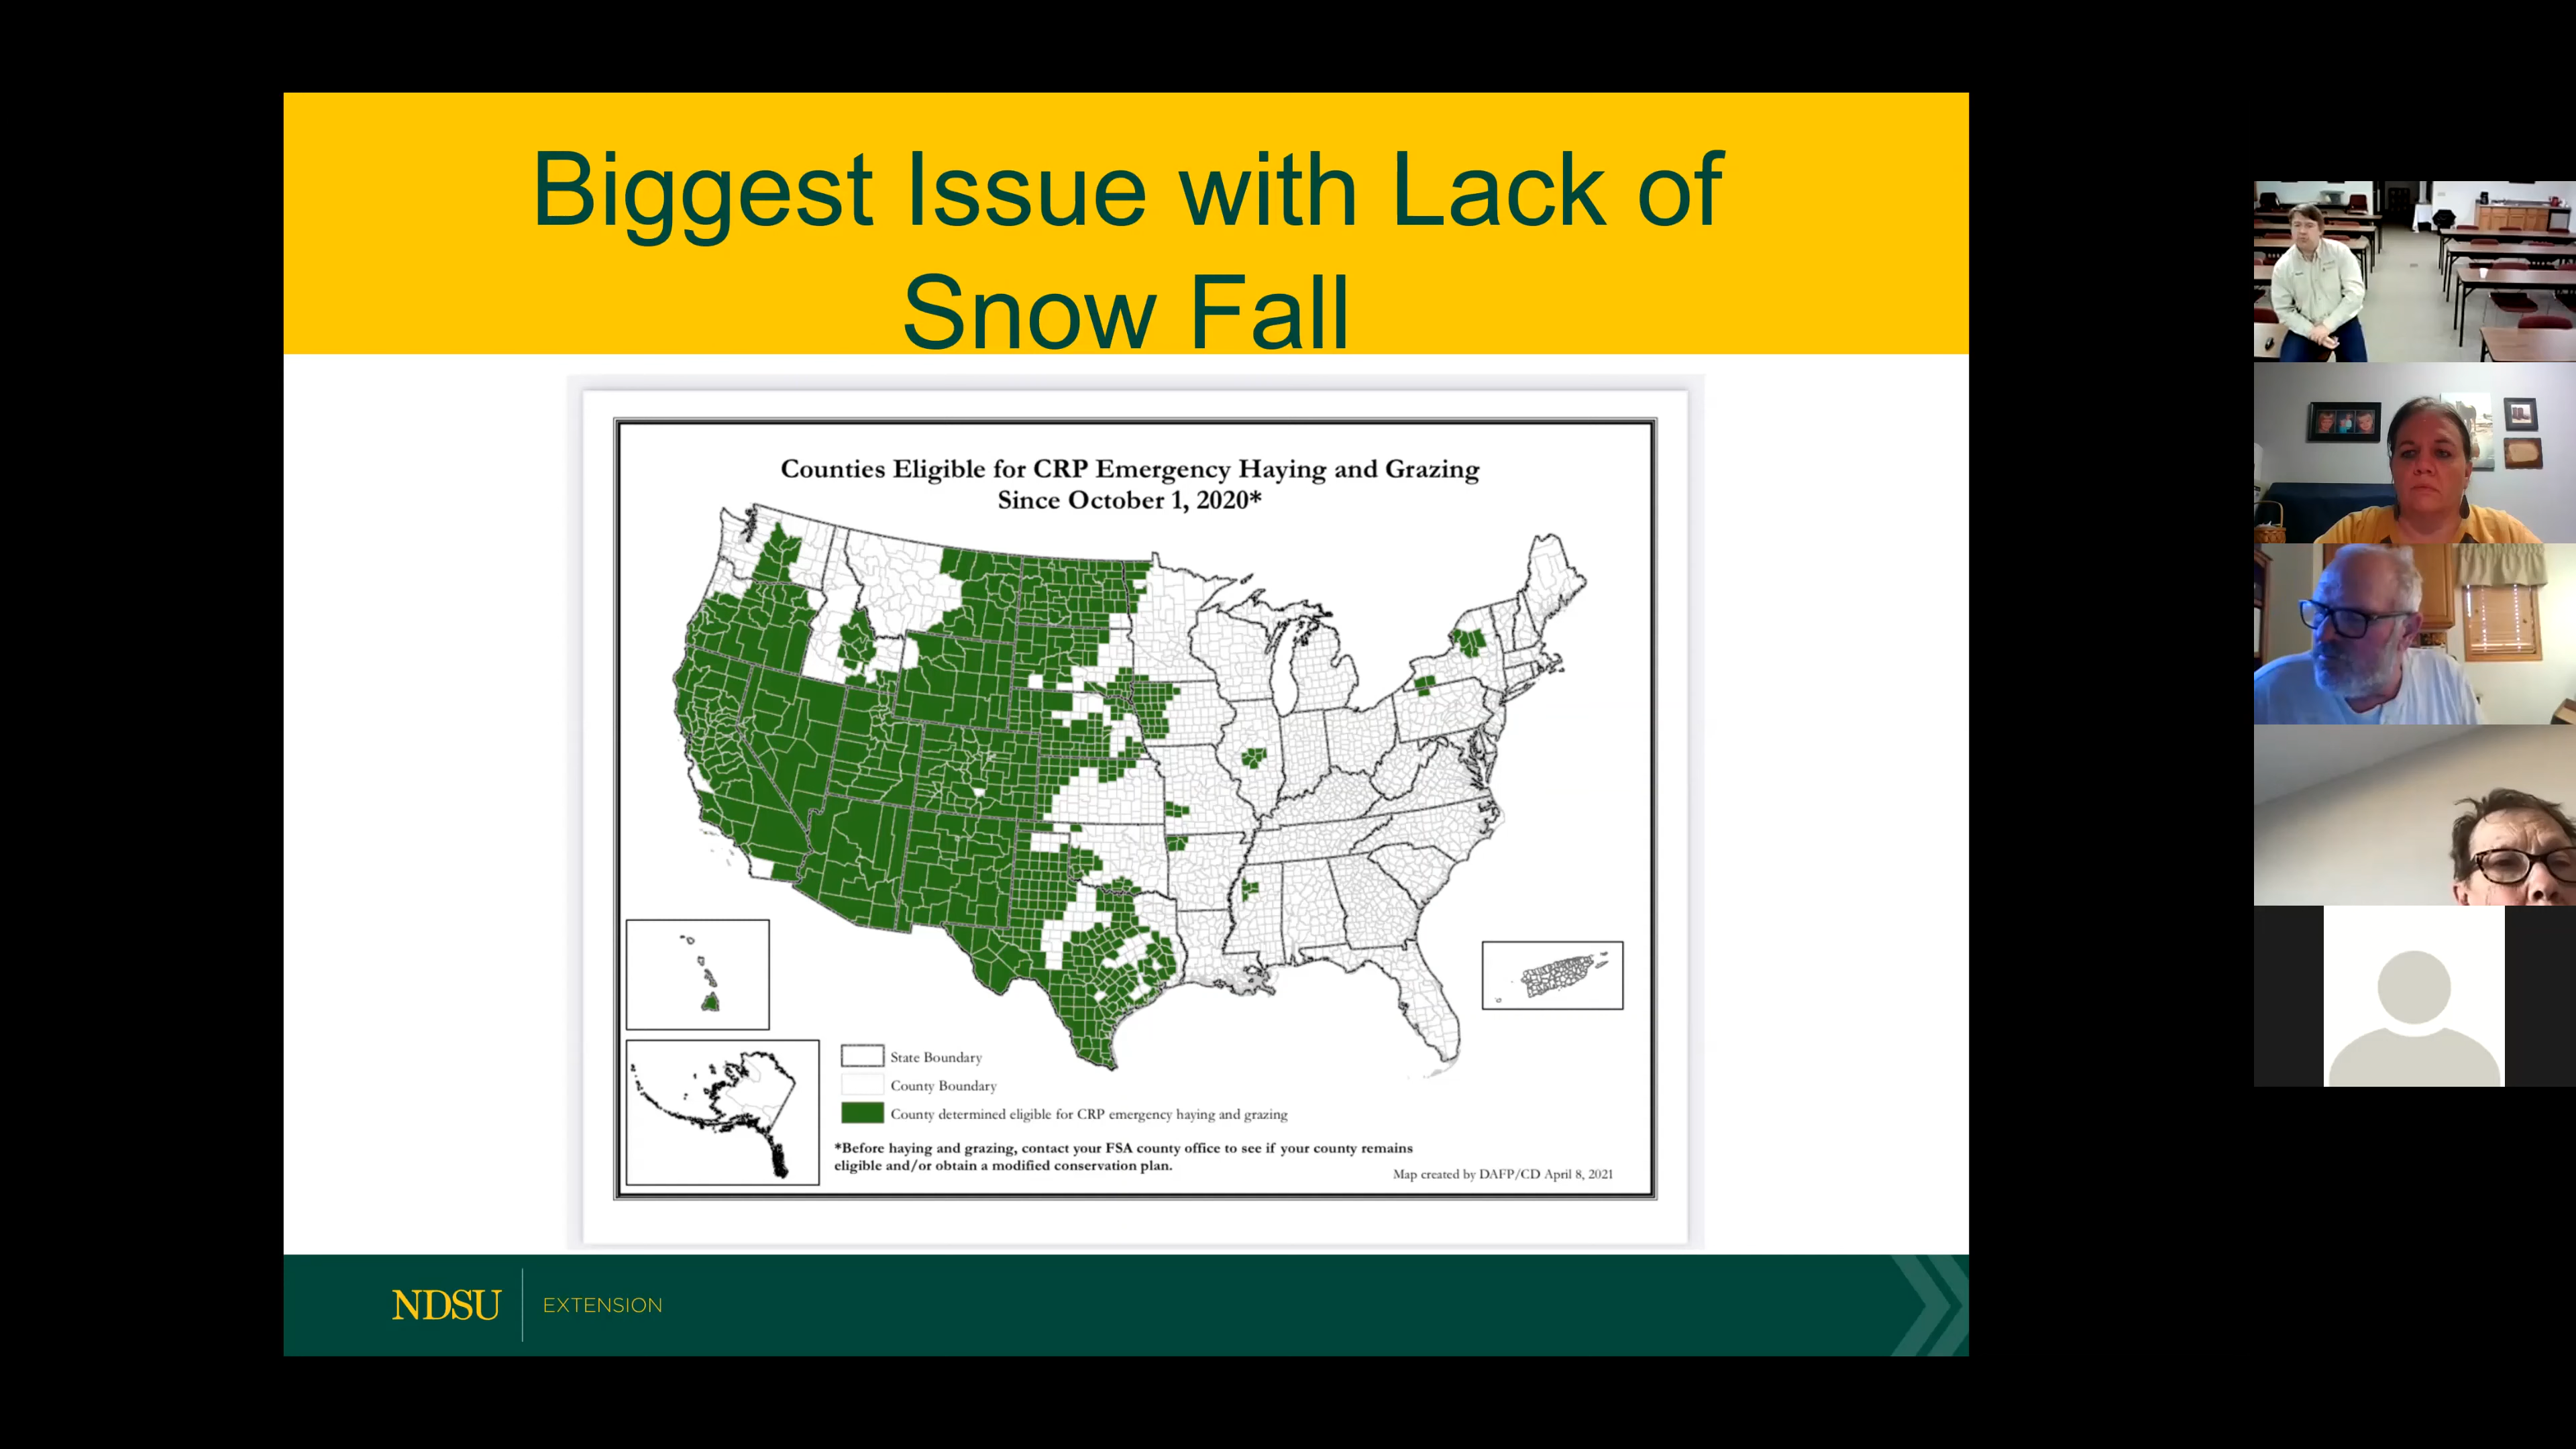 Biggest Issue with Lack of
Snow Fall
Counties Eligible for CRP Emergency Haying and Grazing
Since October 1, 2020*
State Boundary
County Boundary
County determined eligible for CRP emergency haying and grazing
*Before haying and grazing, contact your FSA county office to see if your county remains
eligible and/or obtain a modified conservation plan.
Map created by DAFP/CD April 8, 2021
NDSU
EXTENSION